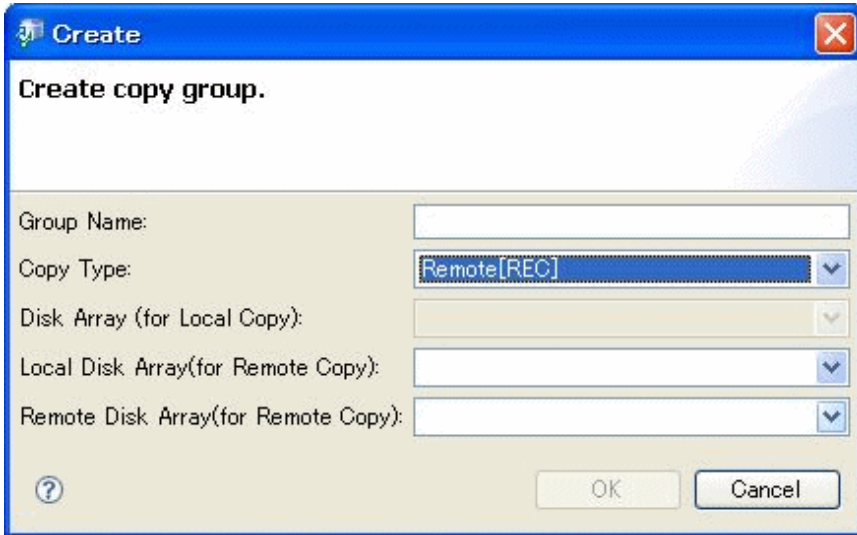 Create
Create copy group.
Group Name:
Copy Type:
Remote[REC]
Disk Array (for Local Copy):
Local Disk Array(for Remote Copy):
Remote Disk Array(for Remote Copy):
?
OK
Cancel